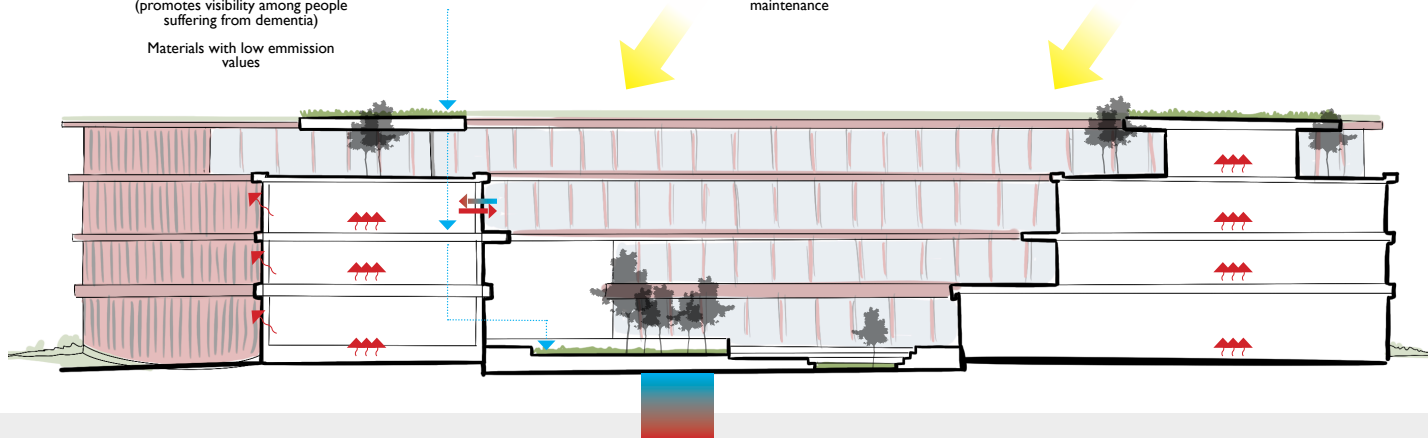 (promotes visibility among people
suffering from dementia)
Materials with low emmission
values
maintenance